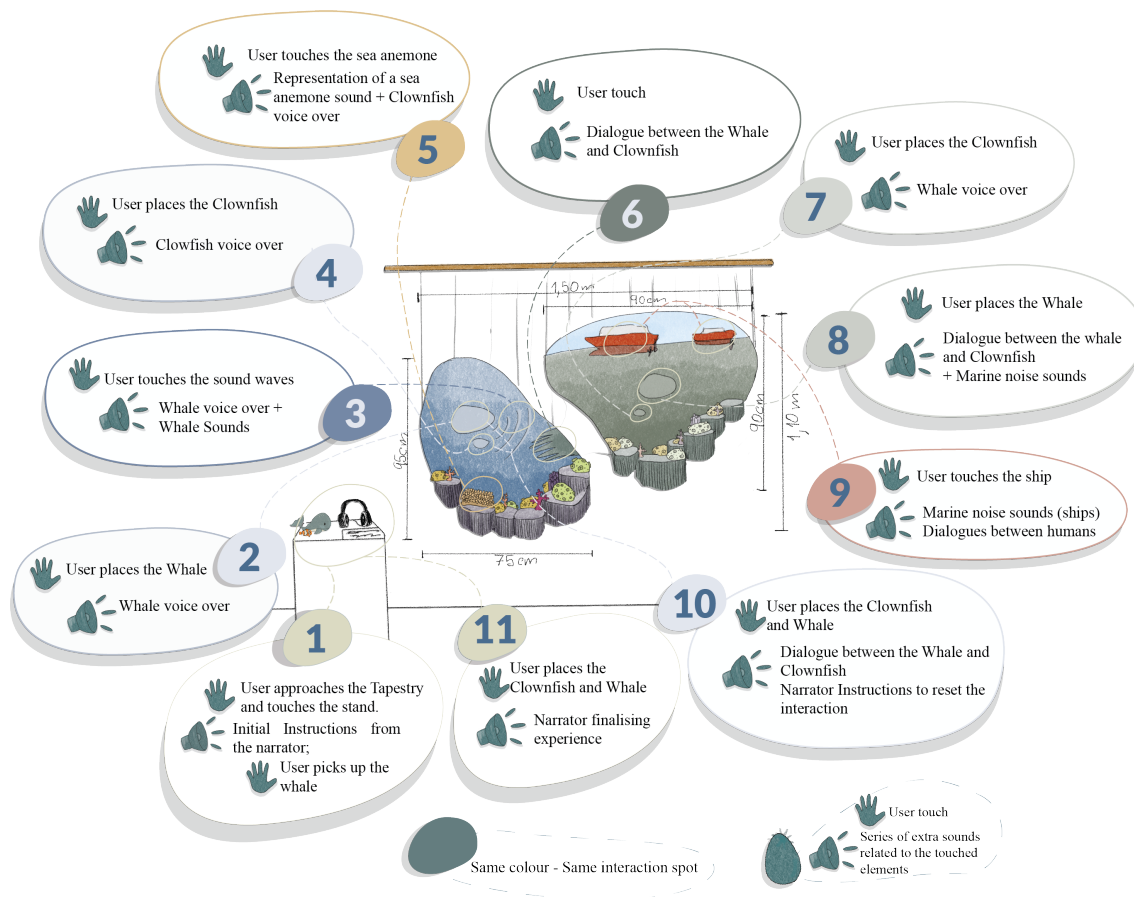 User touches the sea anemone
Representation of a sea
anemone sound + Clownfish
voice over
5
User touch
Dialogue between the Whale
and Clownfish
6
User places the Clownfish
Whale voice over
7
User places the Clownfish
Clowfish voice over
4
1,50m
90cm
User places the Whale
Dialogue between the whale
and Clownfish
+ Marine noise sounds
8
User touches the sound waves
Whale voice over +
Whale Sounds
3
95cm
90cm
1,10m
User touches the ship
Marine noise sounds (ships)
Dialogues between humans
9
75cm
User places the Whale
Whale voice over
2
1
User approaches the Tapestry
and touches the stand.
Initial Instructions from
the narrator;
User picks up the
whale
11
User places the
Clownfish and Whale
Narrator finalising
experience
10
User places the Clownfish
and Whale
Dialogue between the Whale and
Clownfish
Narrator Instructions to reset the
interaction
Same colour - Same interaction spot
User touch
Series of extra sounds
related to the touched
elements